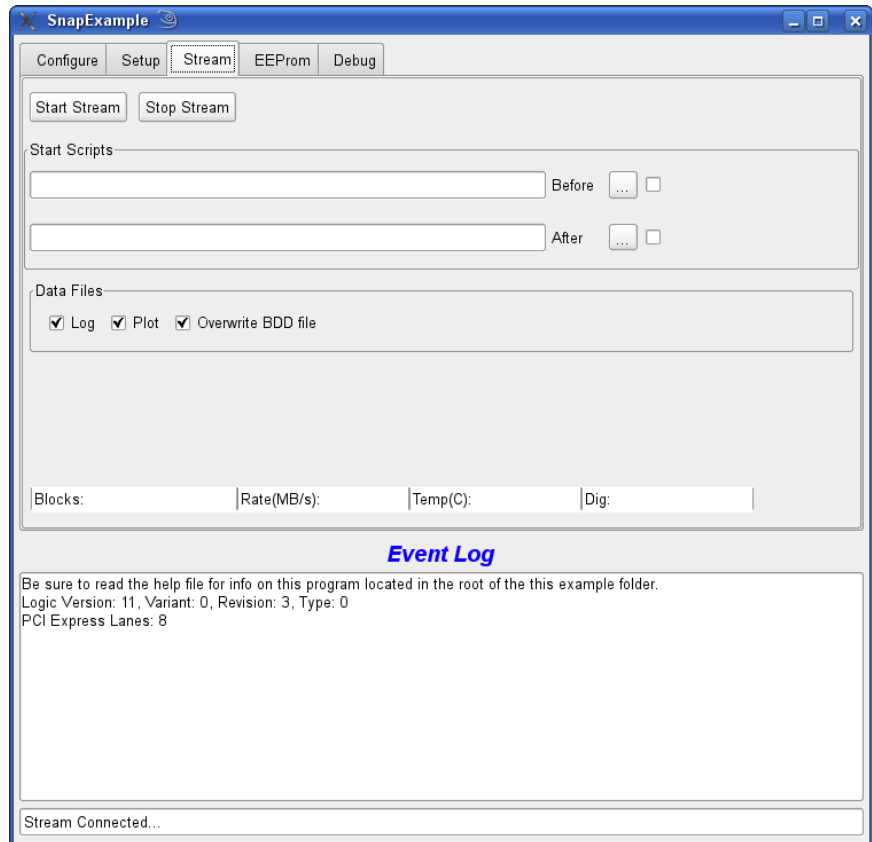 SnapExample
Configure Setup Stream EEProm Debug
Start Stream Stop Stream
Start Scripts
Before ...
After ...
Data Files
Log Plot Overwrite BDD file
Blocks: Rate(MB/s): Temp(C): Dig:
Event Log
Be sure to read the help file for info on this program located in the root of the this example folder.
Logic Version: 11, Variant: 0, Revision: 3, Type: 0
PCI Express Lanes: 8
Stream Connected...